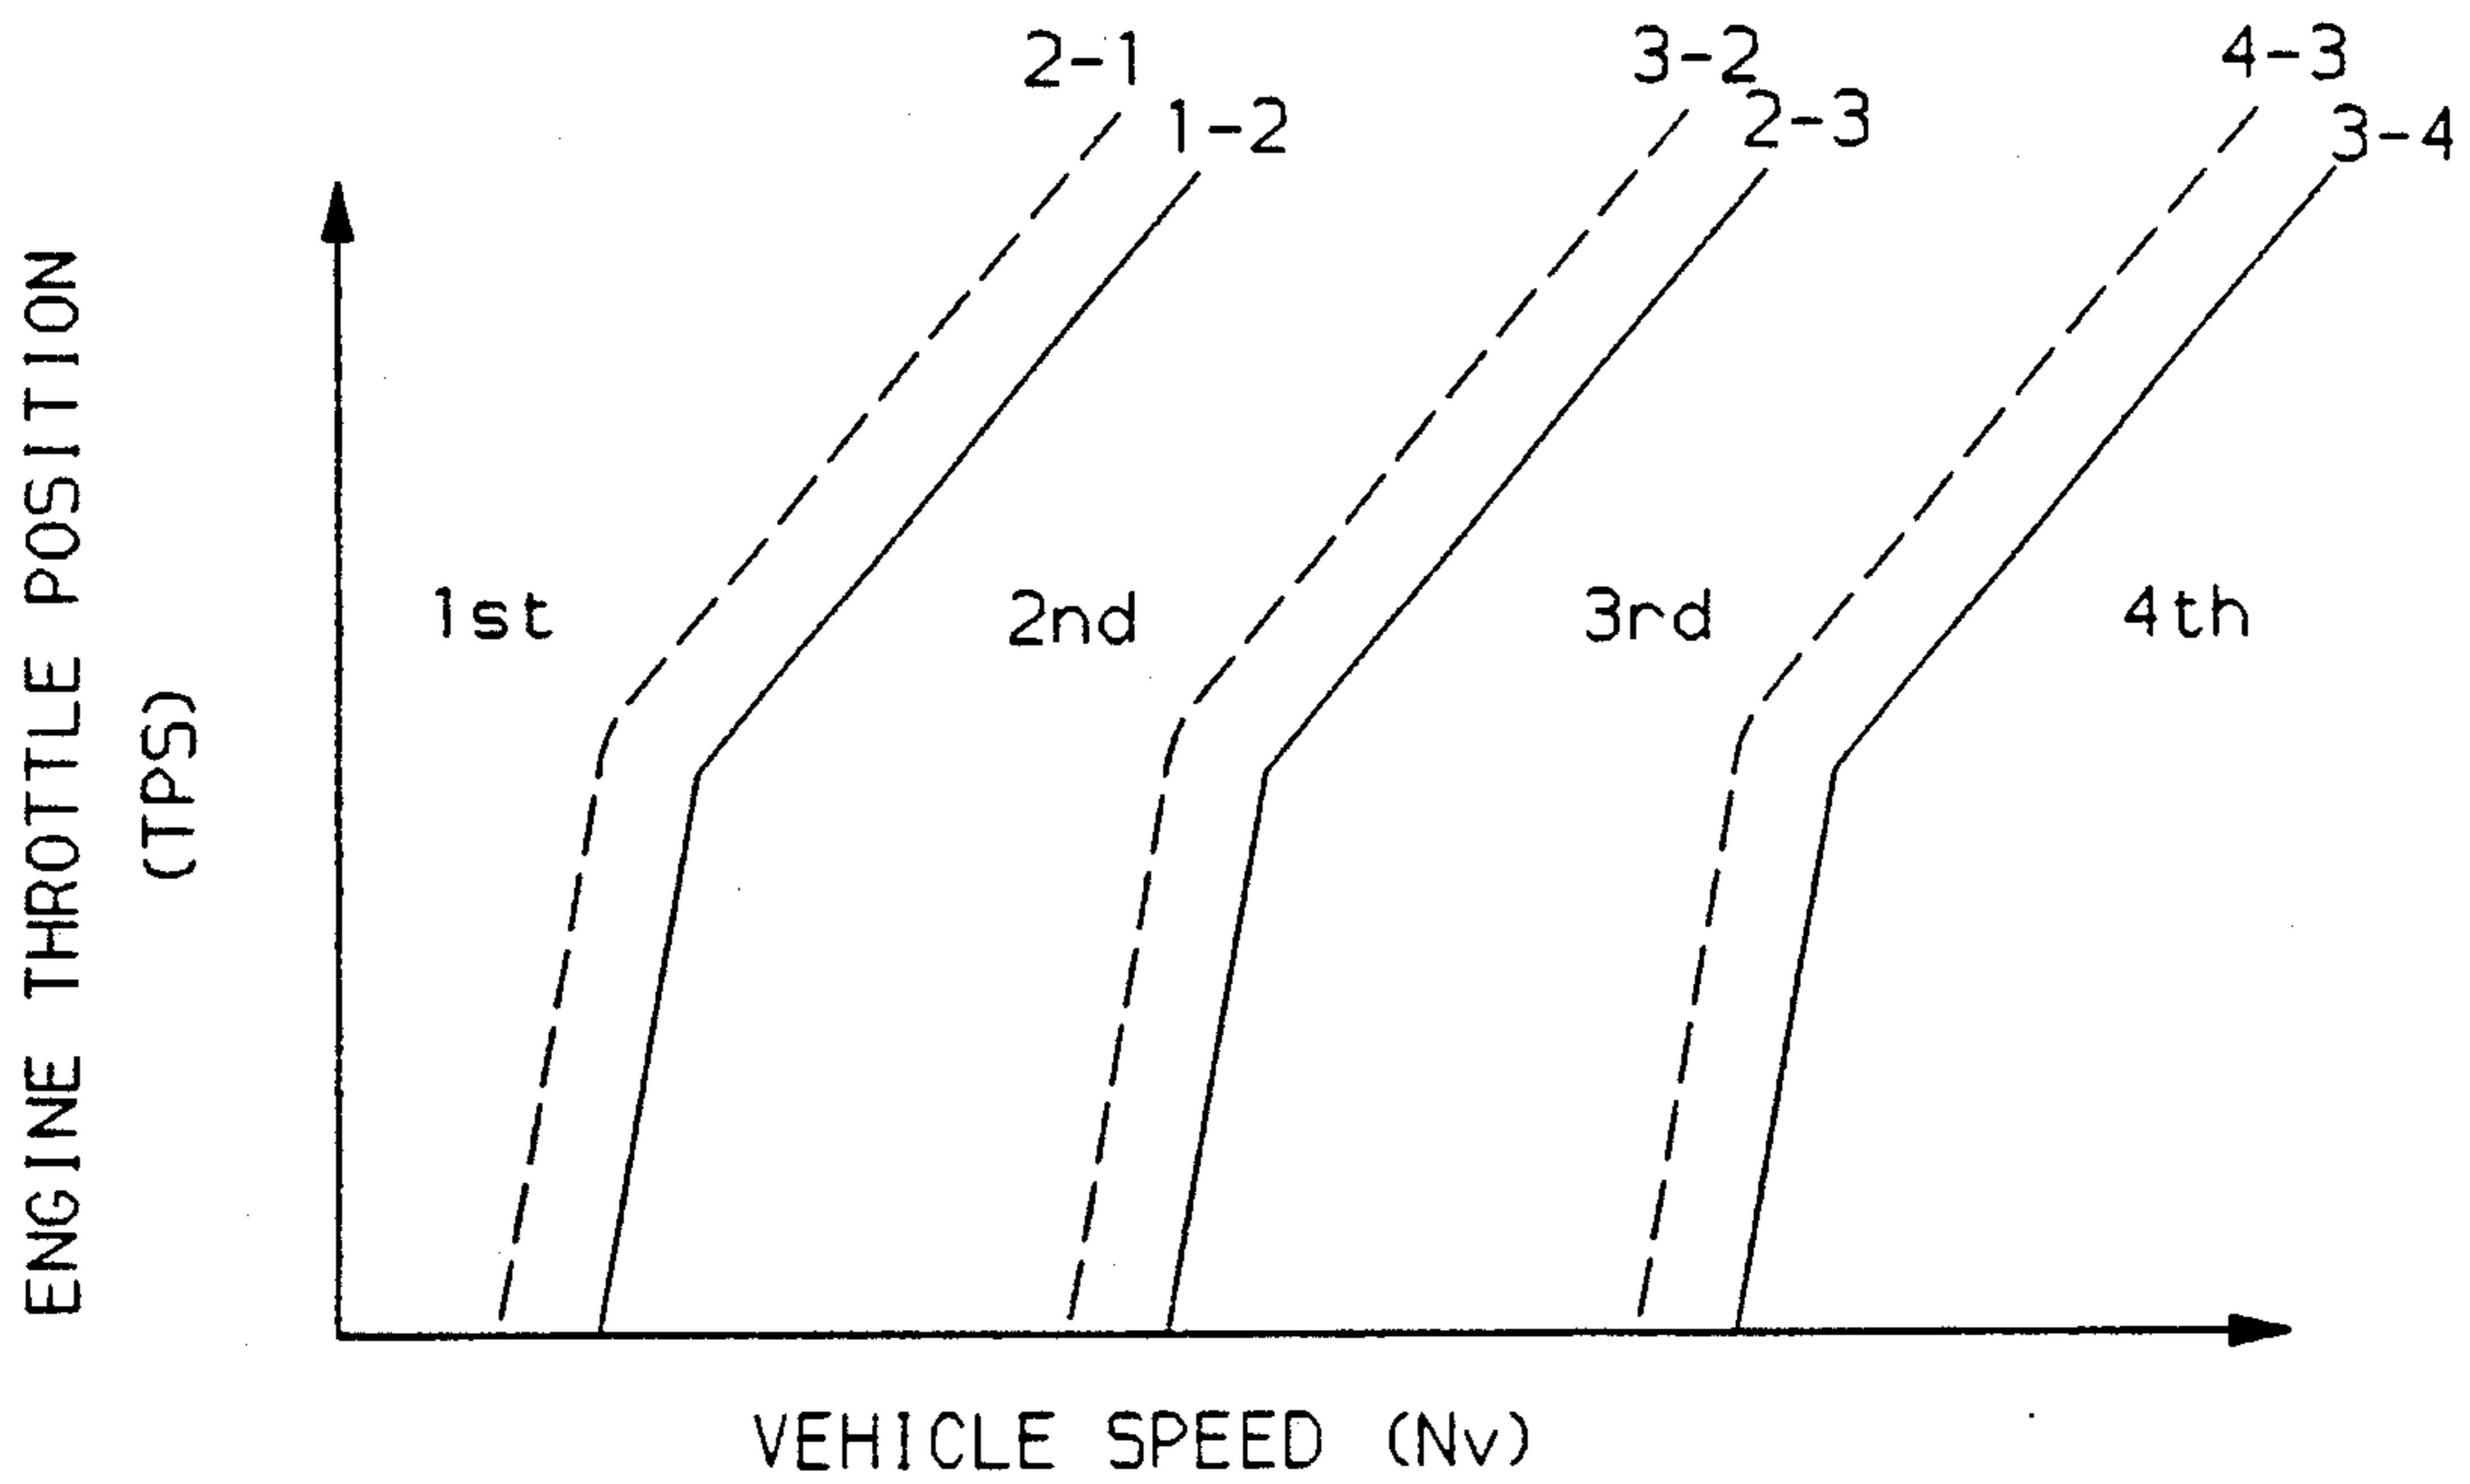 2-1
1-2
3-2
2-3
4-3
3-4
ENGINE THROTTLE POSITION
(TPS)
1st
2nd
3rd
4th
VEHICLE SPEED (Nv)